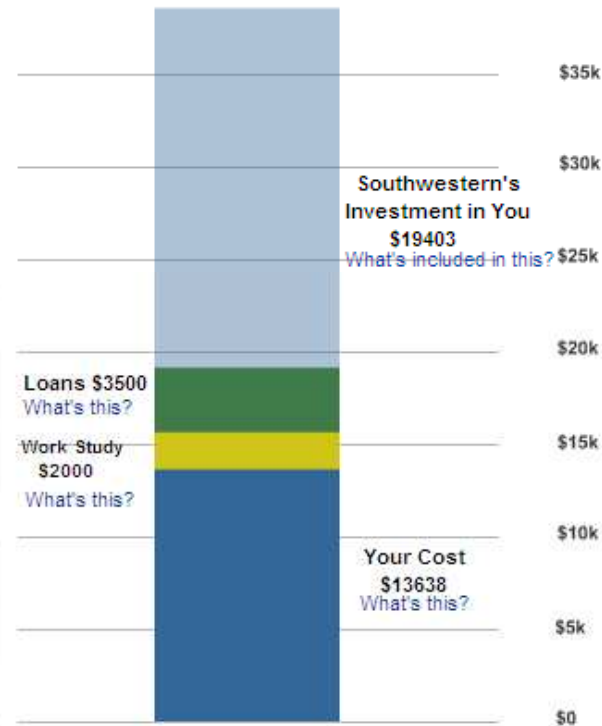 $35k
$30k
Southwestern's
Investment in You
$19403
What's included in this?
$25k
$20k
Loans $3500
What's this?
$15k
Work Study
$2000
What's this?
$10k
Your Cost
$13638
What's this?
$5k
$0